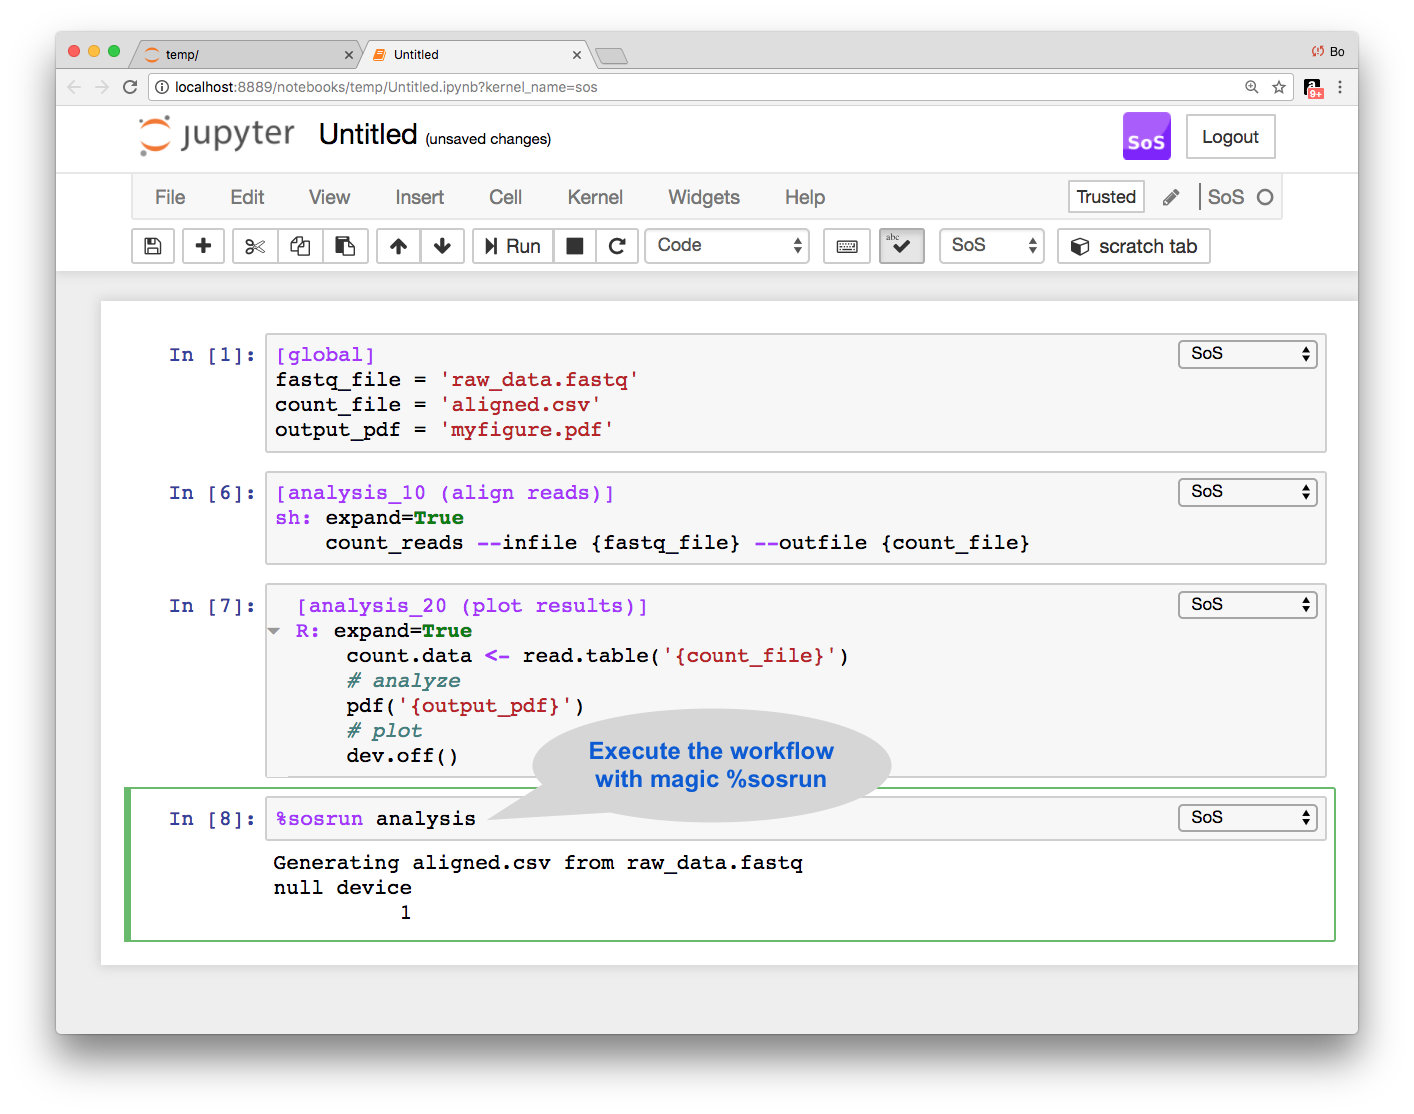 temp/
Untitled
Bo
localhost:8889/notebooks/temp/Untitled.ipynb?kernel_name=sos
a
9+
jupyter Untitled (unsaved changes)
SoS
Logout
File Edit View Insert Cell Kernel Widgets Help
Trusted
SoS
Run
Code
abc
SoS
scratch tab
In [1]:
[global]
SoS
fastq_file = 'raw_data.fastq'
count_file = 'aligned.csv'
output_pdf = 'myfigure.pdf'
In [6]:
[analysis_10 (align reads)]
SoS
sh: expand=True
count_reads --infile {fastq_file} --outfile {count_file}
In [7]:
[analysis_20 (plot results)]
SoS
R: expand=True
count.data <- read.table('{count_file}')
# analyze
pdf('{output_pdf}')
# plot
dev.off()
Execute the workflow
with magic %sosrun
In [8]:
%sosrun analysis
SoS
Generating aligned.csv from raw_data.fastq
null device
1